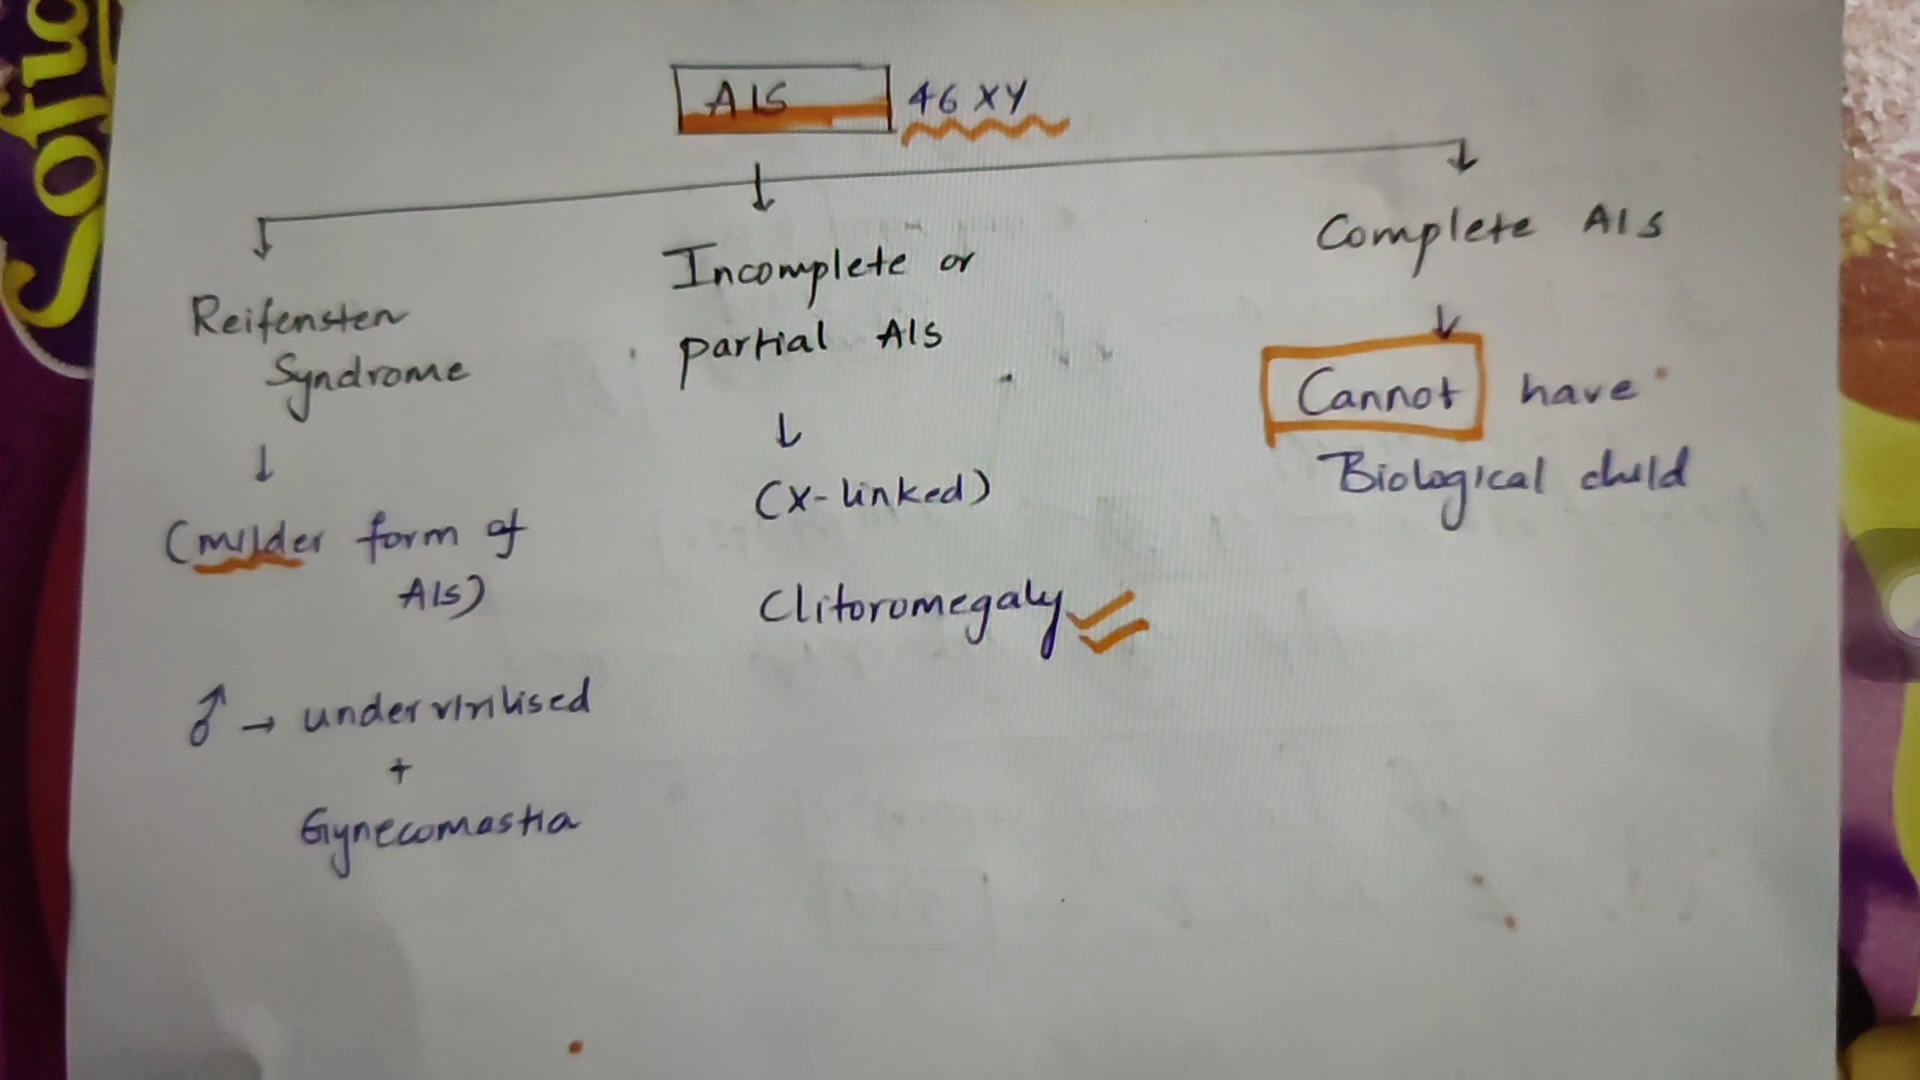 AIS 46 XY
Reifensten
Syndrome
(milder form of
AIS)
♂ → undervirilised
+
Gynecomastia
Incomplete or
partial AIS
(X-linked)
Clitoromegaly
Complete AIS
Cannot have
Biological child
Sofia